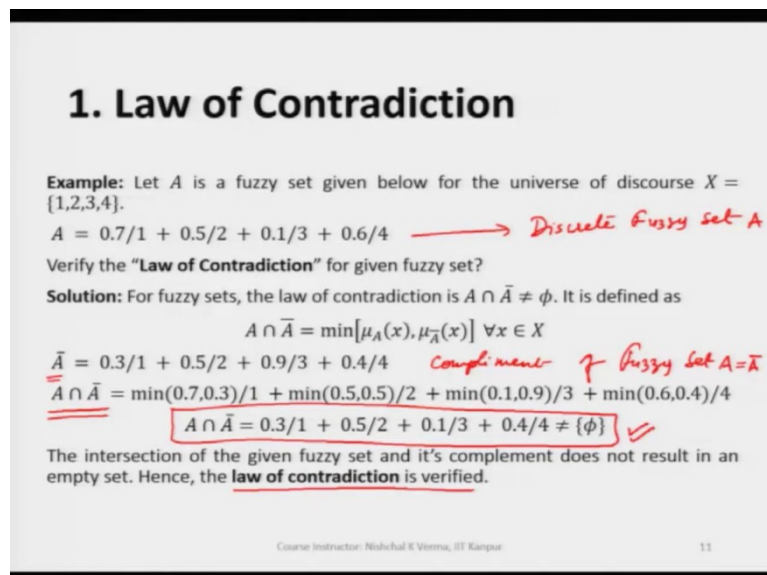 1. Law of Contradiction
Example: Let A is a fuzzy set given below for the universe of discourse X =
{1,2,3,4}.
A = 0.7/1 + 0.5/2 + 0.1/3 + 0.6/4 ⟶ Discrete Fuzzy set A
Verify the “Law of Contradiction” for given fuzzy set?
Solution: For fuzzy sets, the law of contradiction is A ∩ Ā ≠ ϕ. It is defined as
A ∩ Ā = min[μ_A(x), μ_Ā(x)] ∀x ∈ X
Ā = 0.3/1 + 0.5/2 + 0.9/3 + 0.4/4 Compliment of Fuzzy Set A = Ā
A ∩ Ā = min(0.7,0.3)/1 + min(0.5,0.5)/2 + min(0.1,0.9)/3 + min(0.6,0.4)/4
A ∩ Ā = 0.3/1 + 0.5/2 + 0.1/3 + 0.4/4 ≠ {ϕ}
The intersection of the given fuzzy set and it's complement does not result in an
empty set. Hence, the law of contradiction is verified.
Course Instructor: Nishchal K Verma, IIT Kanpur 11